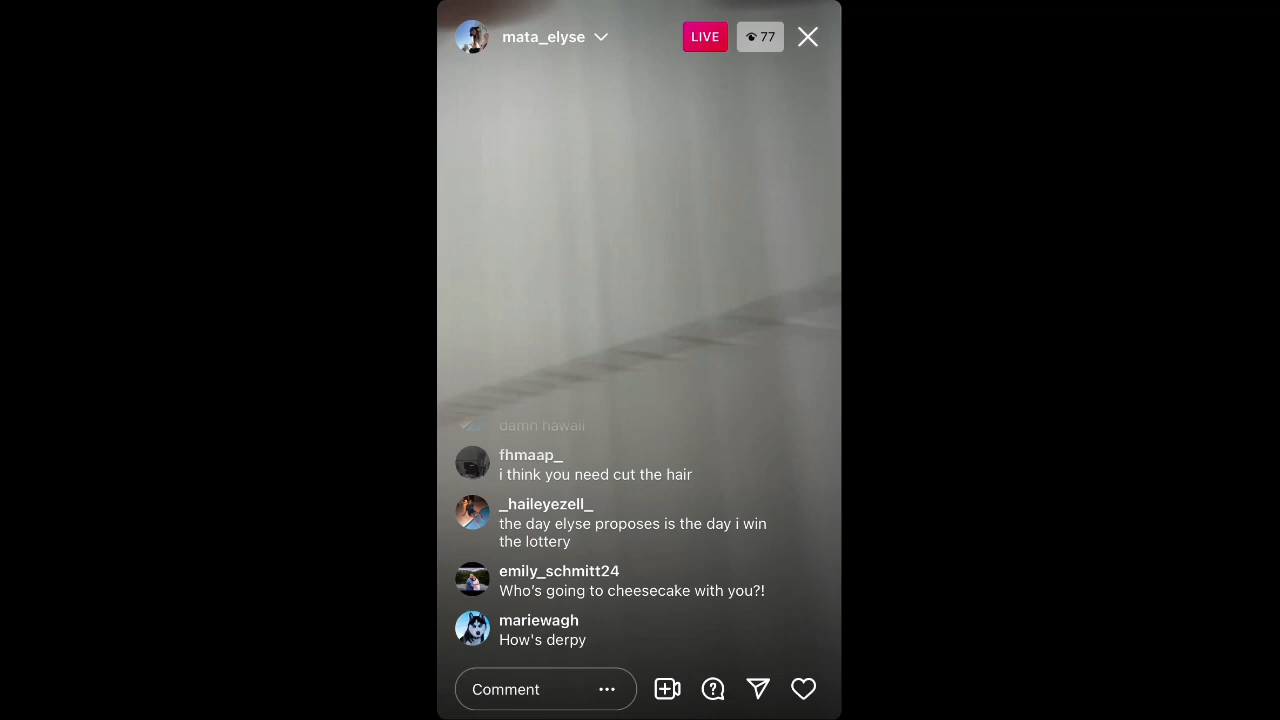 mata_elyse
LIVE
77
damn hawaii
fhmaap_
i think you need cut the hair
_haileyezell_
the day elyse proposes is the day i win
the lottery
emily_schmitt24
Who's going to cheesecake with you?!
mariewagh
How's derpy
Comment